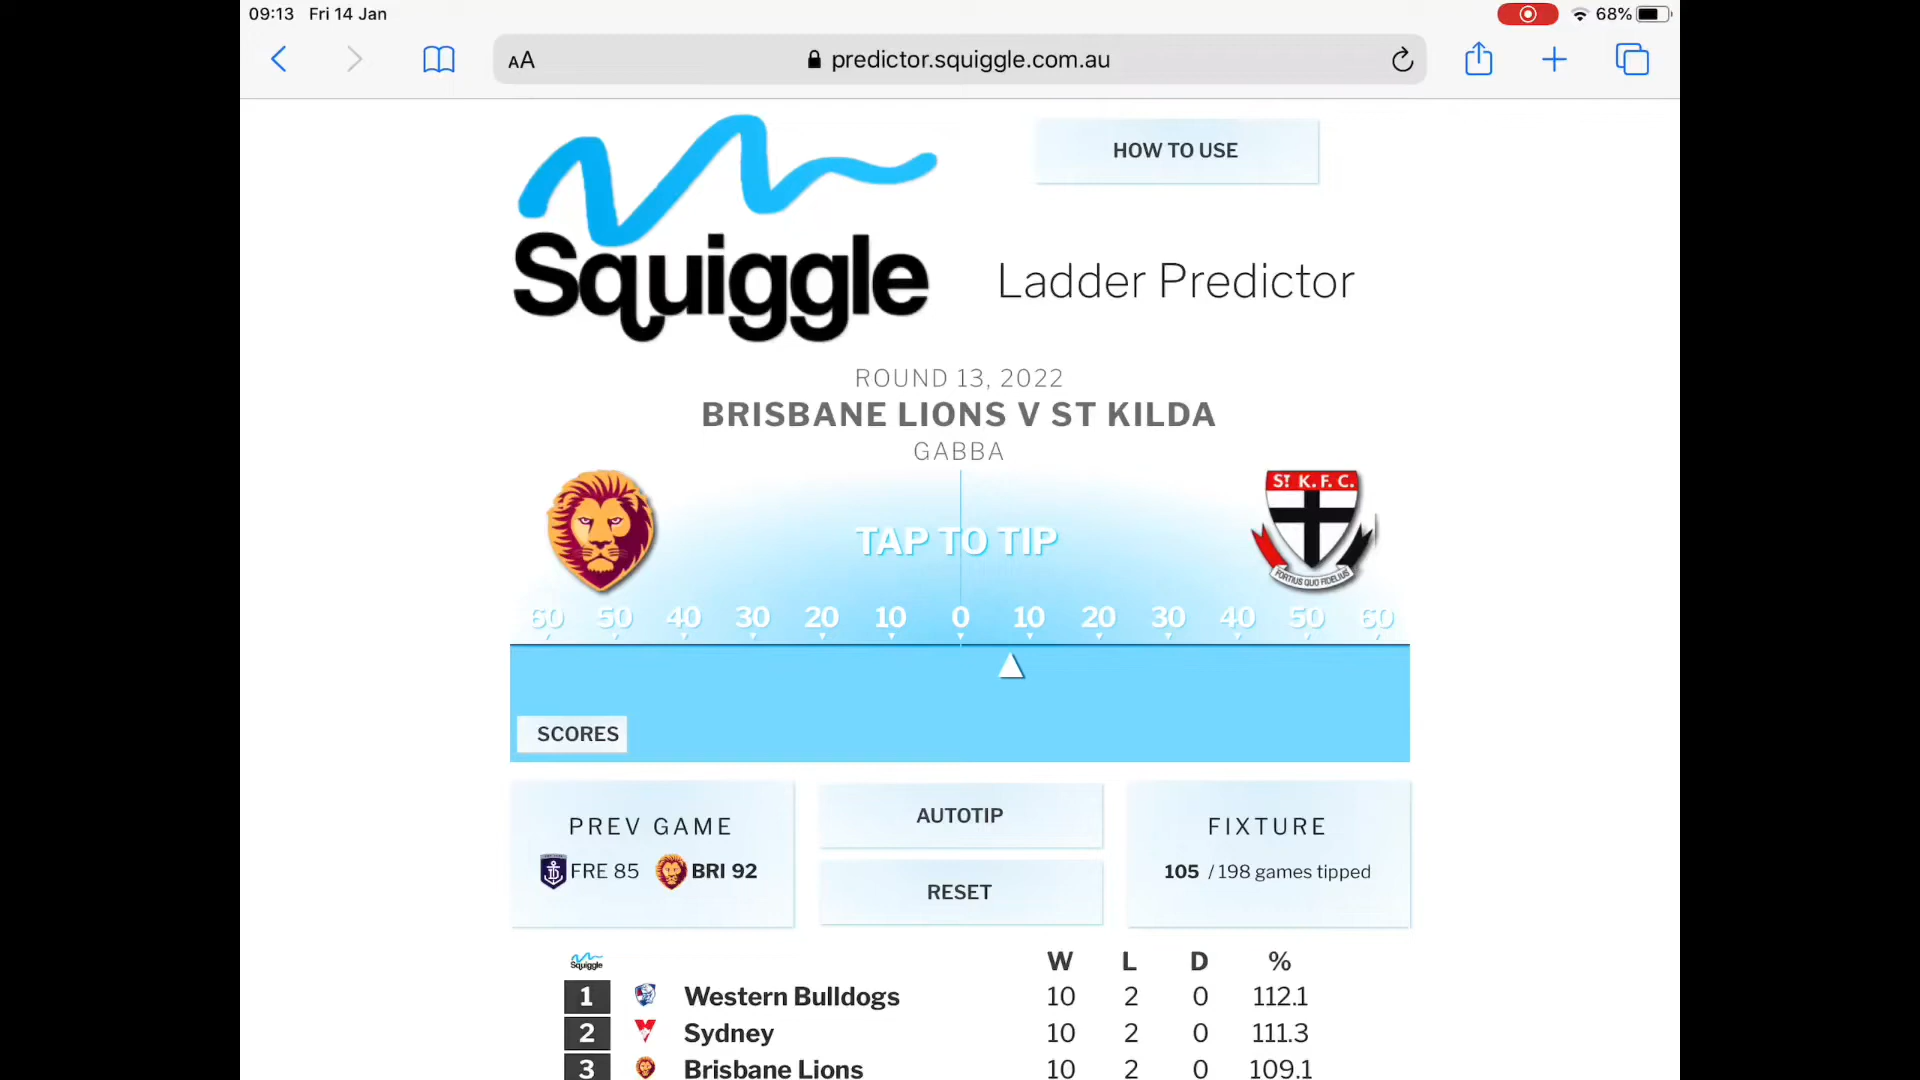 09:13 Fri 14 Jan
68%
AA predictor.squiggle.com.au
HOW TO USE
Squiggle
Ladder Predictor
ROUND 13, 2022
BRISBANE LIONS V ST KILDA
GABBA
ST K.F.C.
FORTIUS QUO FIDELIUS
TAP TO TIP
60 50 40 30 20 10 0 10 20 30 40 50 60
SCORES
PREV GAME
FRE 85 BRI 92
AUTOTIP
RESET
FIXTURE
105 / 198 games tipped
Squiggle W L D %
1 Western Bulldogs 10 2 0 112.1
2 Sydney 10 2 0 111.3
3 Brisbane Lions 10 2 0 109.1